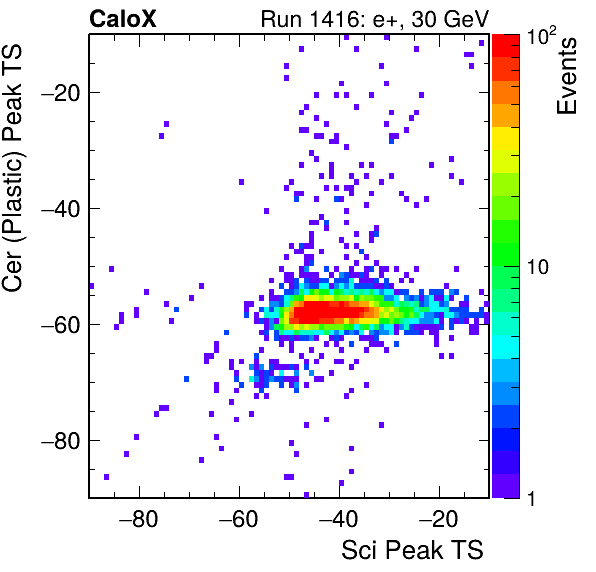 CaloX Run 1416: e+, 30 GeV
Cer (Plastic) Peak TS
−20
−40
−60
−80
−80 −60 −40 −20
Sci Peak TS
10²
10
1
Events